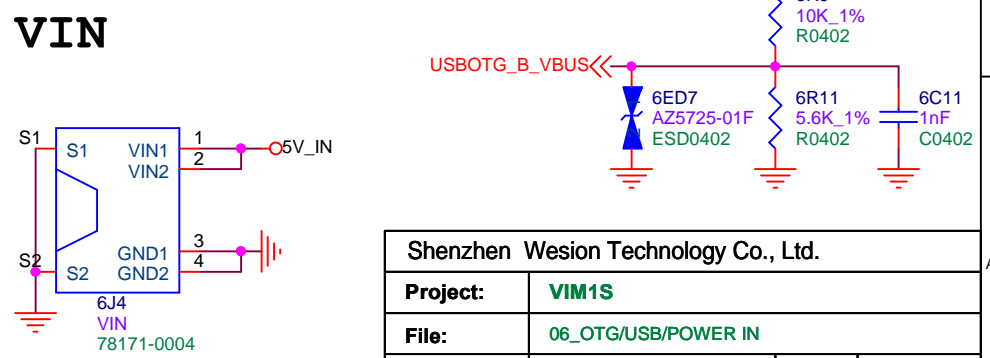 VIN
10K_1%
R0402
USBOTG_B_VBUS
6ED7
AZ5725-01F
ESD0402
6R11
5.6K_1%
R0402
6C11
1nF
C0402
S1
S1
VIN1
1
5V_IN
VIN2
2
GND1
3
S2
S2
GND2
4
6J4
VIN
78171-0004
Shenzhen Wesion Technology Co., Ltd.
Project: VIM1S
File: 06_OTG/USB/POWER IN